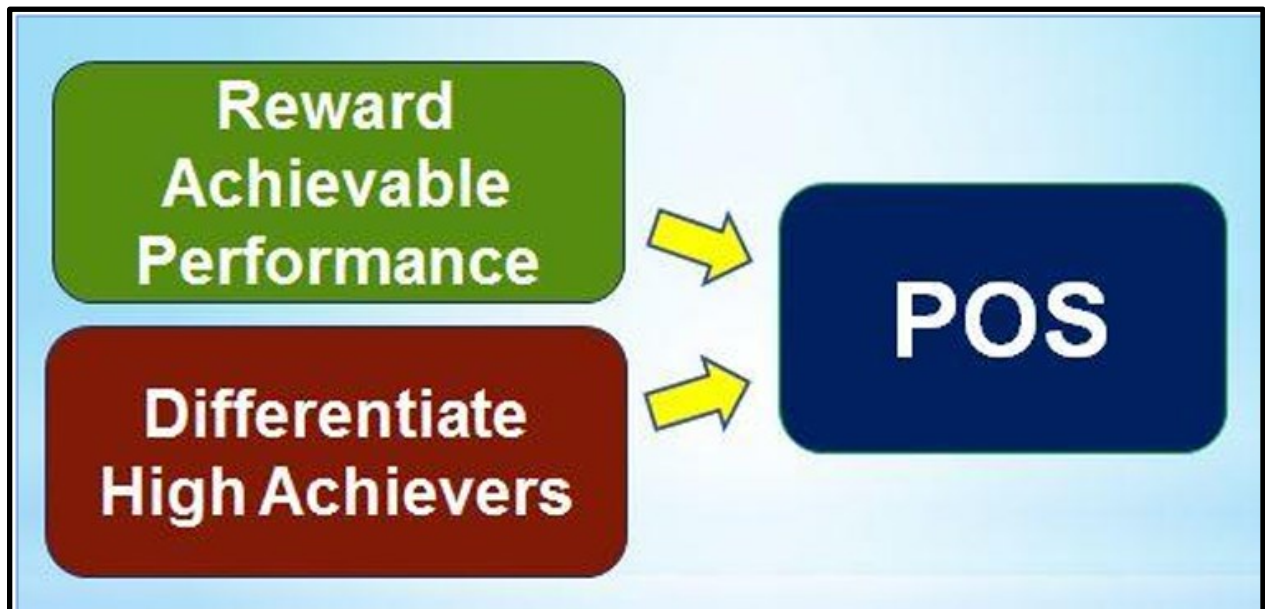 Reward
Achievable
Performance
Differentiate
High Achievers
POS